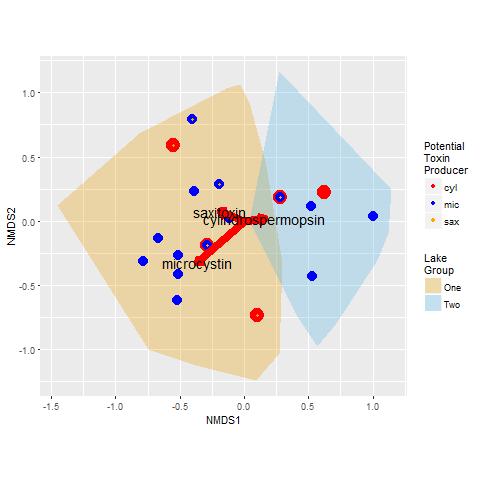 1.0
0.5
0.0
-0.5
-1.0
NMDS2
-1.5
-1.0
-0.5
0.0
0.5
1.0
NMDS1
saxitoxin
cylindrospermopsin
microcystin
Potential
Toxin
Producer
cyl
mic
sax
Lake
Group
One
Two